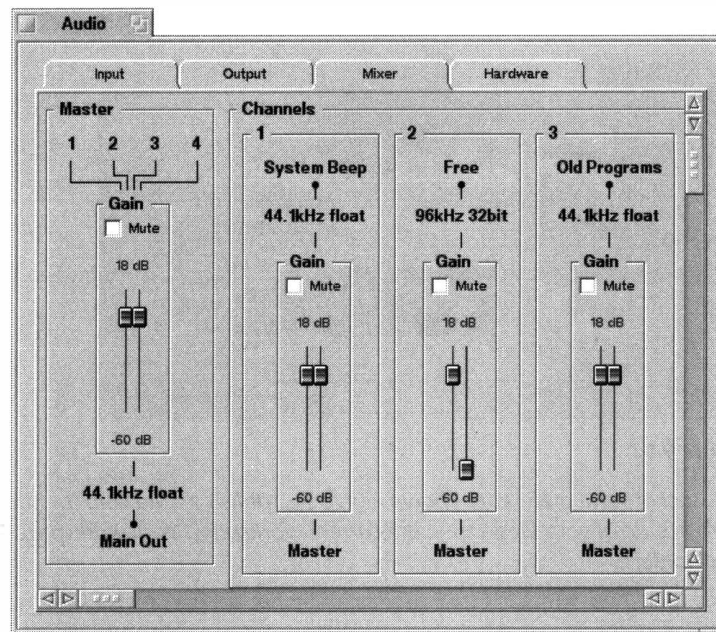 Audio
Input Output Mixer Hardware
Master
1 2 3 4
Gain
Mute
18 dB
-60 dB
44.1kHz float
Main Out
Channels
1
System Beep
44.1kHz float
Gain
Mute
18 dB
-60 dB
Master
2
Free
96kHz 32bit
Gain
Mute
18 dB
-60 dB
Master
3
Old Programs
44.1kHz float
Gain
Mute
18 dB
-60 dB
Master